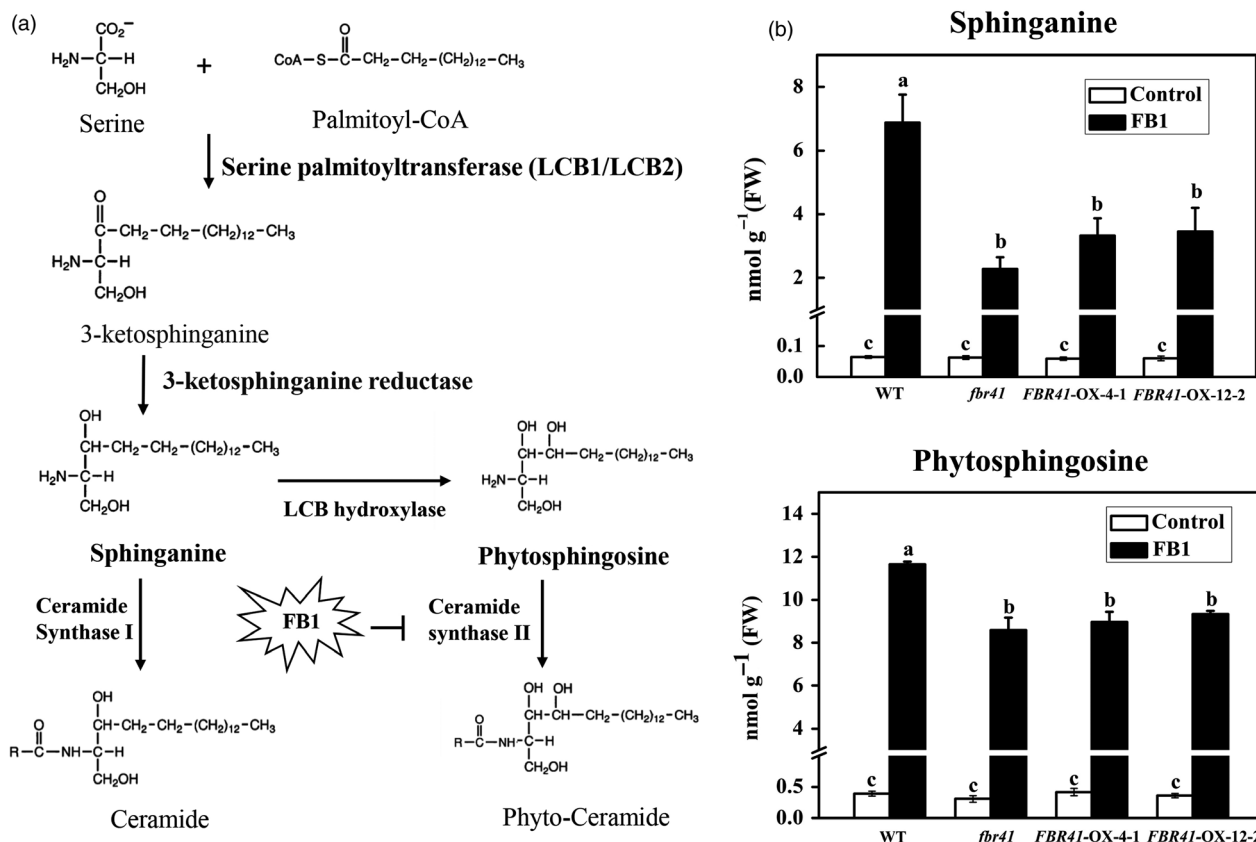 (a)
CO₂⁻
H₂N—C—H
CH₂OH
Serine
+
O
CoA—S—C—CH₂—CH₂—(CH₂)₁₂—CH₃
Palmitoyl-CoA
Serine palmitoyltransferase (LCB1/LCB2)
O
C—CH₂—CH₂—(CH₂)₁₂—CH₃
H₂N—C—H
CH₂OH
3-ketosphinganine
3-ketosphinganine reductase
OH
CH—CH₂—CH₂—(CH₂)₁₂—CH₃
H₂N—C—H
CH₂OH
Sphinganine
LCB hydroxylase
OH OH
C—C—CH₂—(CH₂)₁₂—CH₃
H₂N—C—H
CH₂OH
Phytosphingosine
Ceramide
Synthase I
FB1
Ceramide
synthase II
OH
O
C—CH₂—CH₂—(CH₂)₁₂—CH₃
R—C—NH—C—H
CH₂OH
Ceramide
OH OH
O
C—C—CH₂—(CH₂)₁₂—CH₃
R—C—NH—C—H
CH₂OH
Phyto-Ceramide
(b)
Sphinganine
Control
FB1
nmol g⁻¹(FW)
8
6
4
2
0.1
0.0
a
b
b
b
c
c
c
c
WT
fbr41
FBR41-OX-4-1
FBR41-OX-12-2
Phytosphingosine
Control
FB1
nmol g⁻¹ (FW)
14
12
10
8
6
4
0.5
0.0
a
b
b
b
c
c
c
c
WT
fbr41
FBR41-OX-4-1
FBR41-OX-12-2